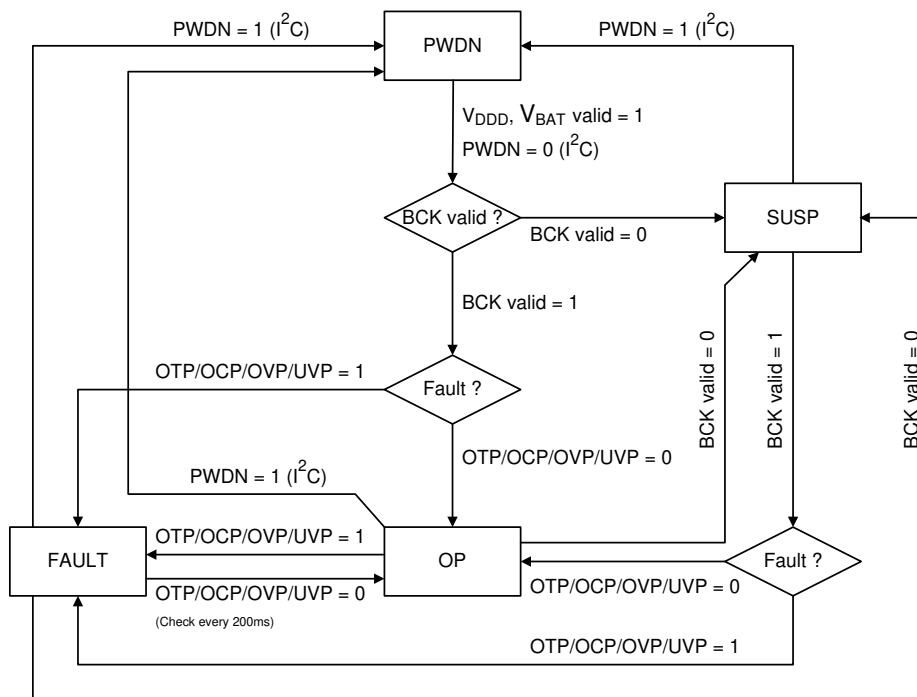 PWDN = 1 (I²C)
PWDN
PWDN = 1 (I²C)
VDDD, VBAT valid = 1
PWDN = 0 (I²C)
BCK valid ?
BCK valid = 0
SUSP
BCK valid = 1
OTP/OCP/OVP/UVP = 1
Fault ?
BCK valid = 0
BCK valid = 1
BCK valid = 0
OTP/OCP/OVP/UVP = 0
PWDN = 1 (I²C)
FAULT
OTP/OCP/OVP/UVP = 1
OP
Fault ?
OTP/OCP/OVP/UVP = 0
(Check every 200ms)
OTP/OCP/OVP/UVP = 0
OTP/OCP/OVP/UVP = 1